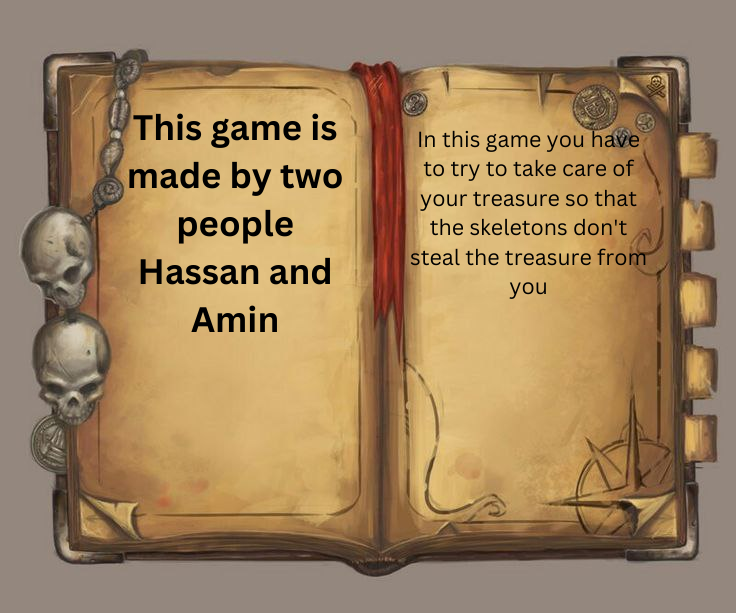 This game is
made by two
people
Hassan and
Amin
In this game you have
to try to take care of
your treasure so that
the skeletons don't
steal the treasure from
you